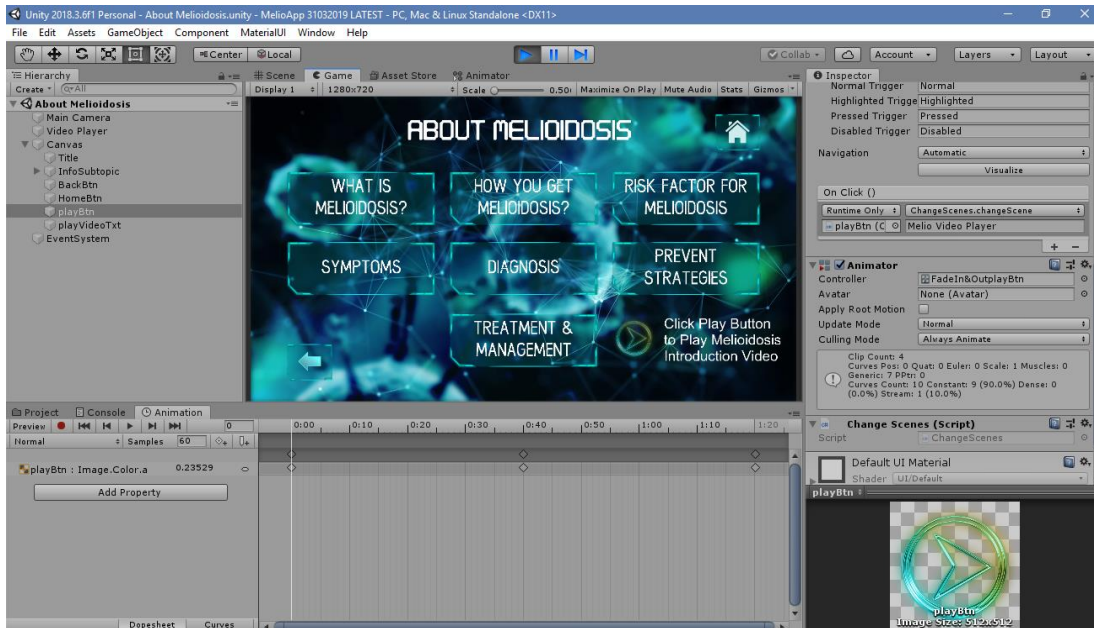 Unity 2018.3.6f1 Personal - About Melioidosis.unity - MelioApp 31032019 LATEST - PC, Mac & Linux Standalone <DX11>
File Edit Assets GameObject Component MaterialUI Window Help
Center Local Collab Account Layers Layout
Hierarchy
Create All
About Melioidosis
Main Camera
Video Player
Canvas
Title
InfoSubtopic
BackBtn
HomeBtn
playBtn
playVideoTxt
EventSystem
Scene Game Asset Store Animator
Display 1 1280x720 Scale 0.50 Maximize On Play Mute Audio Stats Gizmos
ABOUT MELIOIDOSIS
WHAT IS
MELIOIDOSIS?
HOW YOU GET
MELIOIDOSIS?
RISK FACTOR FOR
MELIOIDOSIS
SYMPTOMS
DIAGNOSIS
PREVENT
STRATEGIES
TREATMENT &
MANAGEMENT
Click Play Button
to Play Melioidosis
Introduction Video
Inspector
Normal Trigger Normal
Highlighted Trigge Highlighted
Pressed Trigger Pressed
Disabled Trigger Disabled
Navigation Automatic
Visualize
On Click ()
Runtime Only ChangeScenes.changeScene
playBtn (C Melio Video Player
+ -
Animator
Controller FadeIn&OutplayBtn
Avatar None (Avatar)
Apply Root Motion
Update Mode Normal
Culling Mode Always Animate
Clip Count: 4
Curves Pos: 0 Quat: 0 Euler: 0 Scale: 1 Muscles: 0
Generic: 7 PPtr: 0
Curves Count: 10 Constant: 9 (90.0%) Dense: 0
(0.0%) Stream: 1 (10.0%)
Change Scenes (Script)
Script ChangeScenes
Default UI Material
Shader UI/Default
playBtn
playBtn
Image Size: 512x512
Project Console Animation
Preview 0 0:00 0:10 0:20 0:30 0:40 0:50 1:00 1:10 1:20
Normal Samples 60
playBtn : Image.Color.a 0.23529
Add Property
Dopesheet Curves